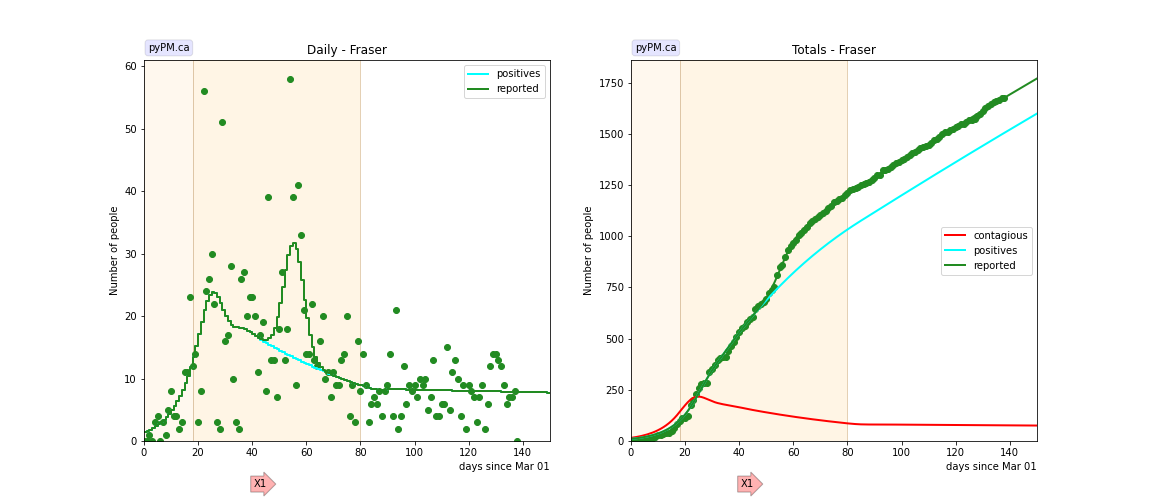 pyPM.ca
Daily - Fraser
positives
reported
Number of people
60
50
40
30
20
10
0
0 20 40 60 80 100 120 140
days since Mar 01
X1
pyPM.ca
Totals - Fraser
contagious
positives
reported
Number of people
1750
1500
1250
1000
750
500
250
0
0 20 40 60 80 100 120 140
days since Mar 01
X1